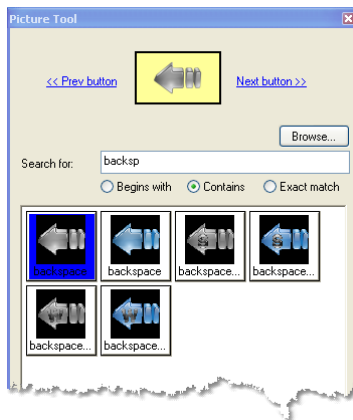 Picture Tool
<< Prev button
Next button >>
Browse...
Search for:
backsp
Begins with
Contains
Exact match
backspace
backspace
backspace...
backspace...
backspace...
backspace...